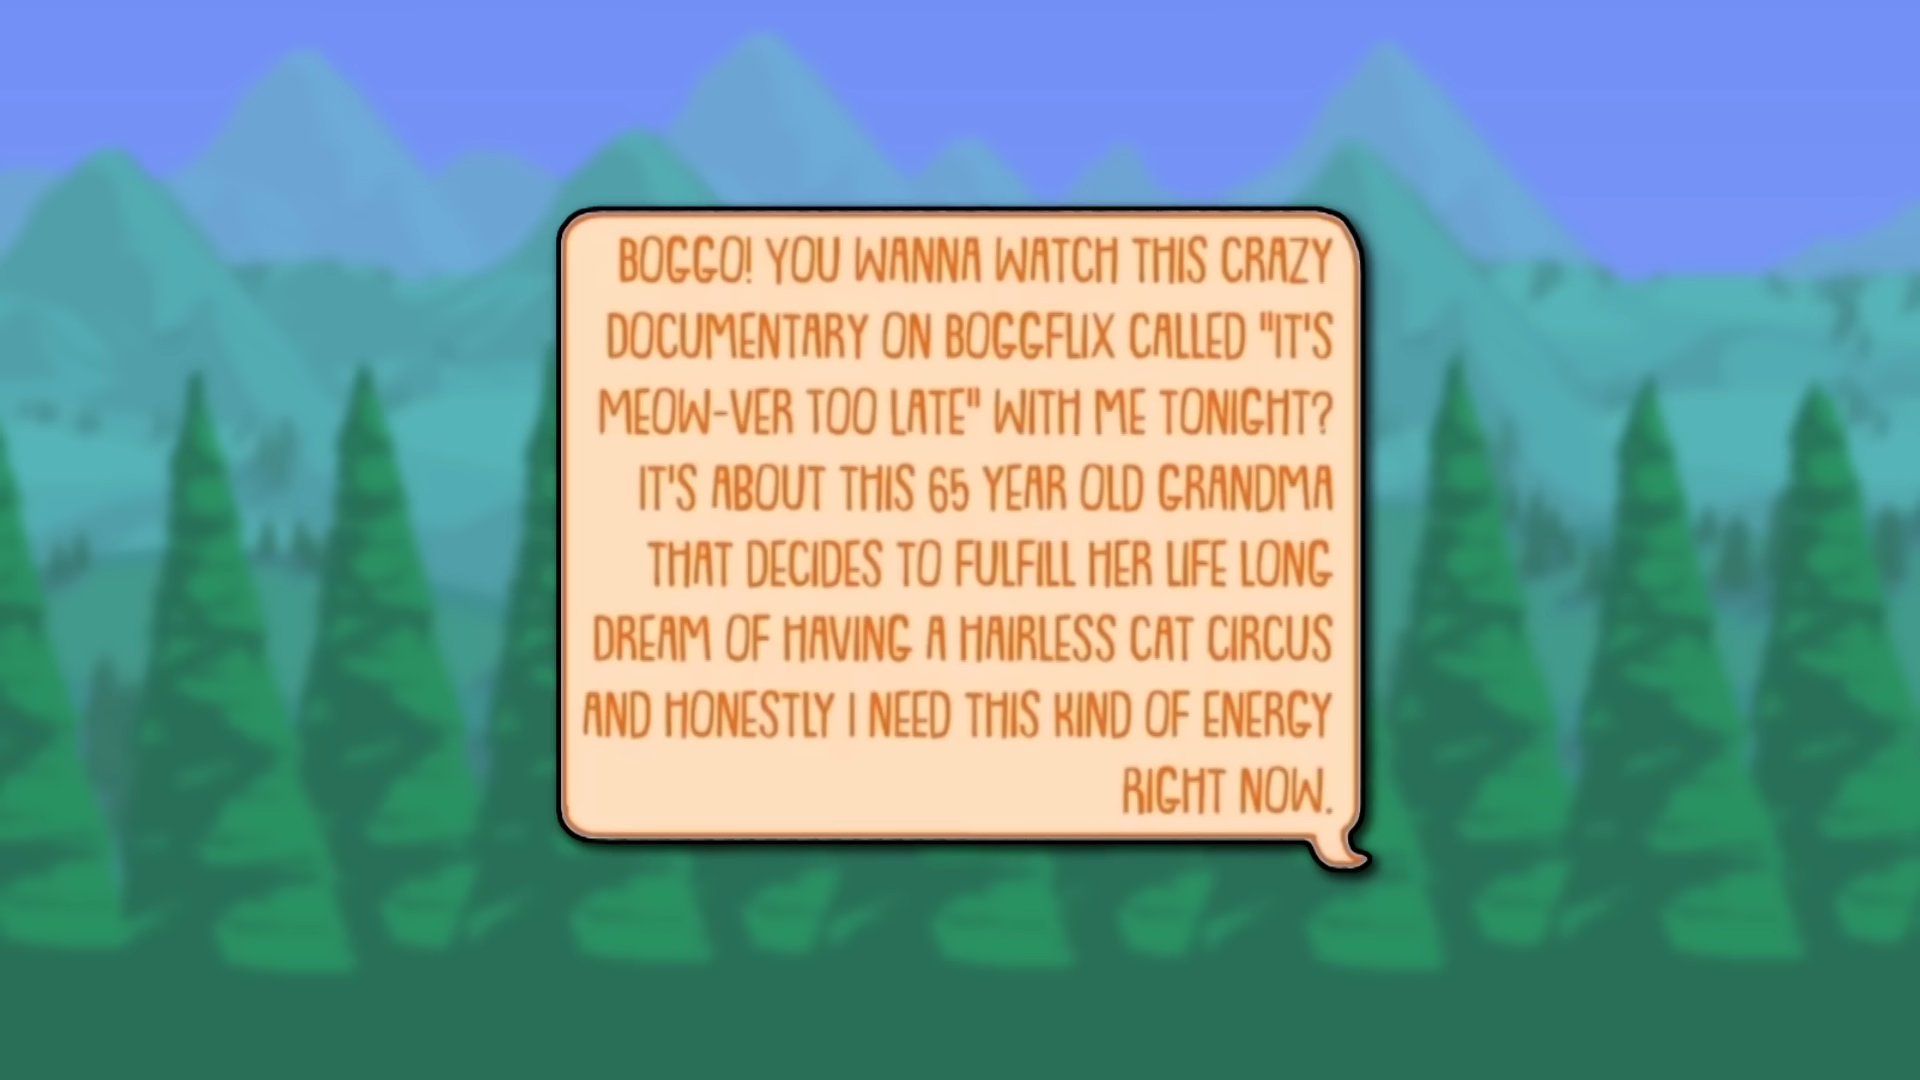 BOGGO! YOU WANNA WATCH THIS CRAZY
DOCUMENTARY ON BOGGFLIX CALLED "IT'S
MEOW-VER TOO LATE" WITH ME TONIGHT?
IT'S ABOUT THIS 65 YEAR OLD GRANDMA
THAT DECIDES TO FULFILL HER LIFE LONG
DREAM OF HAVING A HAIRLESS CAT CIRCUS
AND HONESTLY I NEED THIS KIND OF ENERGY
RIGHT NOW.